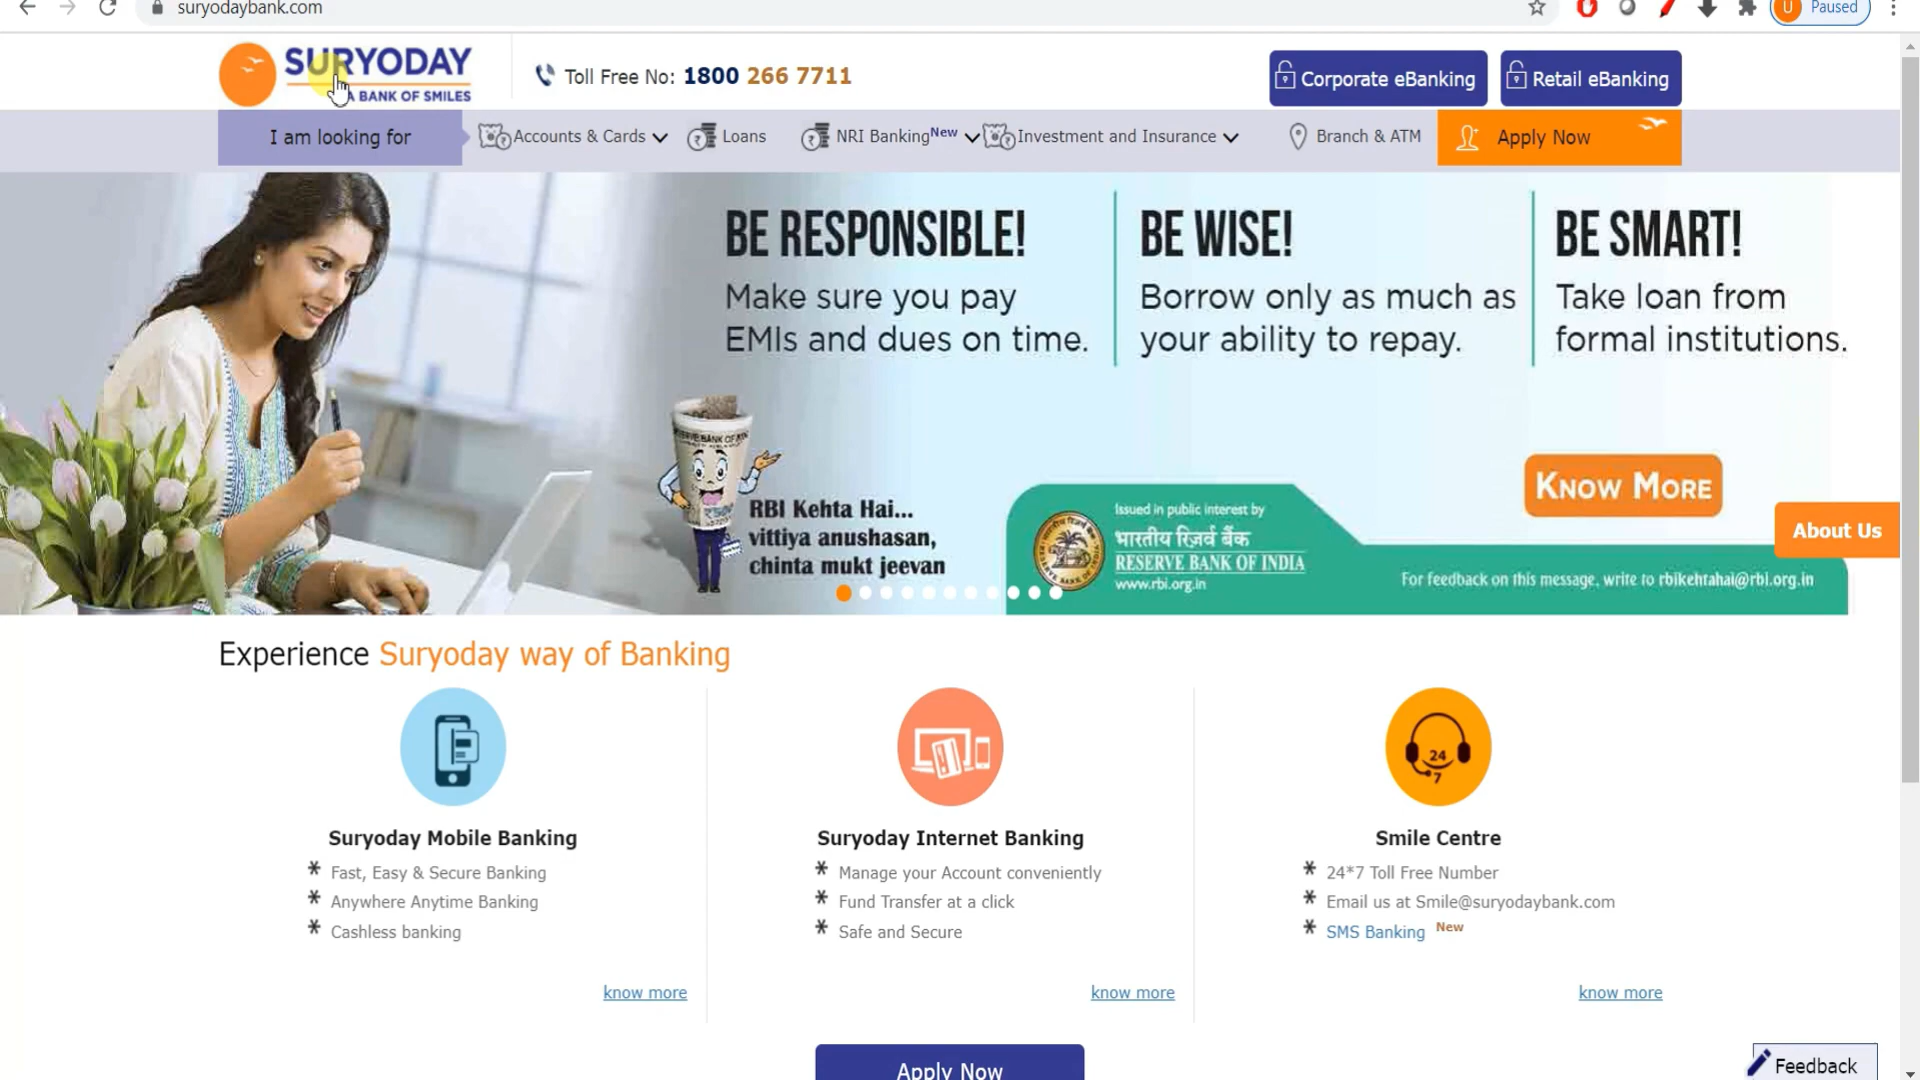 suryodaybank.com
U Paused
SURYODAY
A BANK OF SMILES
Toll Free No: 1800 266 7711
Corporate eBanking
Retail eBanking
I am looking for
Accounts & Cards
Loans
NRI Banking New
Investment and Insurance
Branch & ATM
Apply Now
BE RESPONSIBLE!
Make sure you pay
EMIs and dues on time.
BE WISE!
Borrow only as much as
your ability to repay.
BE SMART!
Take loan from
formal institutions.
KNOW MORE
About Us
RBI Kehta Hai...
vittiya anushasan,
chinta mukt jeevan
Issued in public interest by
भारतीय रिज़र्व बैंक
RESERVE BANK OF INDIA
www.rbi.org.in
For feedback on this message, write to rbikehtahai@rbi.org.in
Experience Suryoday way of Banking
24
7
Suryoday Mobile Banking
* Fast, Easy & Secure Banking
* Anywhere Anytime Banking
* Cashless banking
know more
Suryoday Internet Banking
* Manage your Account conveniently
* Fund Transfer at a click
* Safe and Secure
know more
Smile Centre
* 24*7 Toll Free Number
* Email us at Smile@suryodaybank.com
* SMS Banking New
know more
Apply Now
Feedback